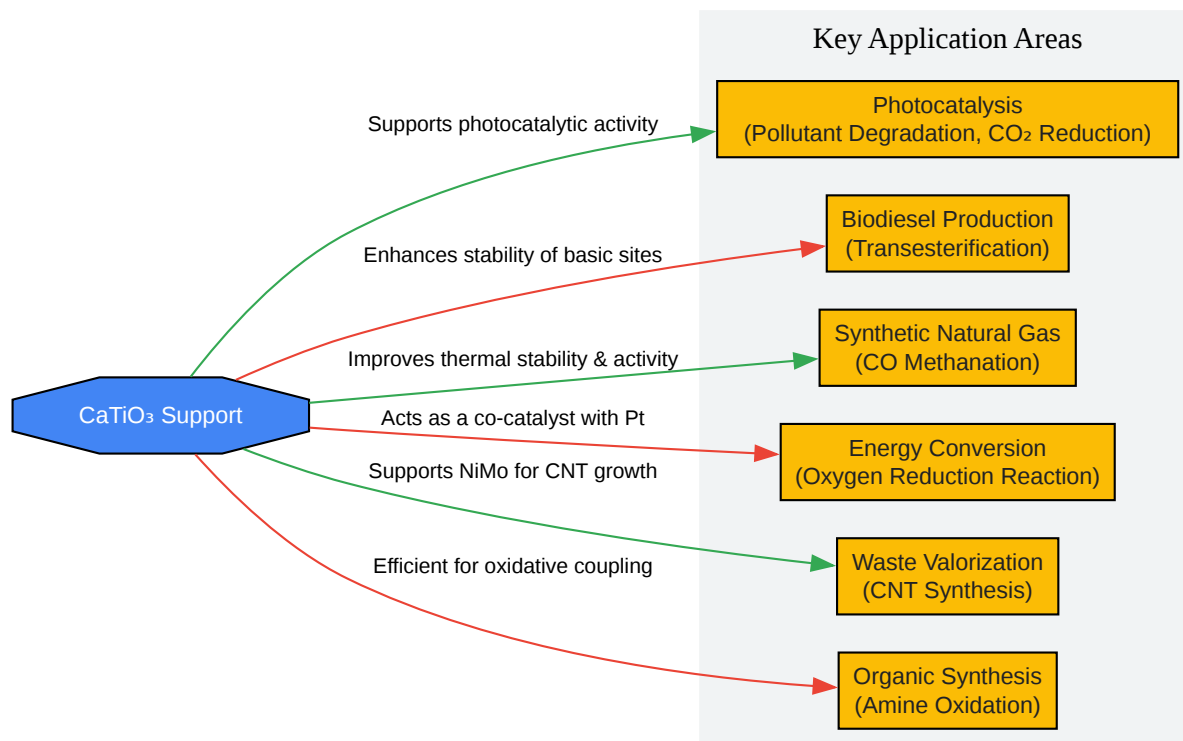 Key Application Areas
Photocatalysis
(Pollutant Degradation, CO₂ Reduction)
Supports photocatalytic activity
Biodiesel Production
(Transesterification)
Enhances stability of basic sites
Synthetic Natural Gas
(CO Methanation)
Improves thermal stability & activity
CaTiO₃ Support
Acts as a co-catalyst with Pt
Energy Conversion
(Oxygen Reduction Reaction)
Supports NiMo for CNT growth
Waste Valorization
(CNT Synthesis)
Efficient for oxidative coupling
Organic Synthesis
(Amine Oxidation)